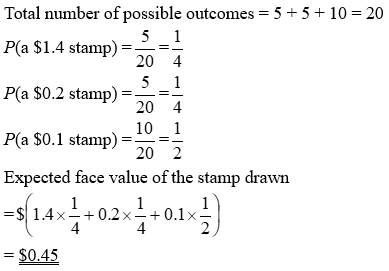 Total number of possible outcomes = 5 + 5 + 10 = 20
P(a $1.4 stamp) = 5/20 = 1/4
P(a $0.2 stamp) = 5/20 = 1/4
P(a $0.1 stamp) = 10/20 = 1/2
Expected face value of the stamp drawn
= $(1.4 × 1/4 + 0.2 × 1/4 + 0.1 × 1/2)
= $0.45